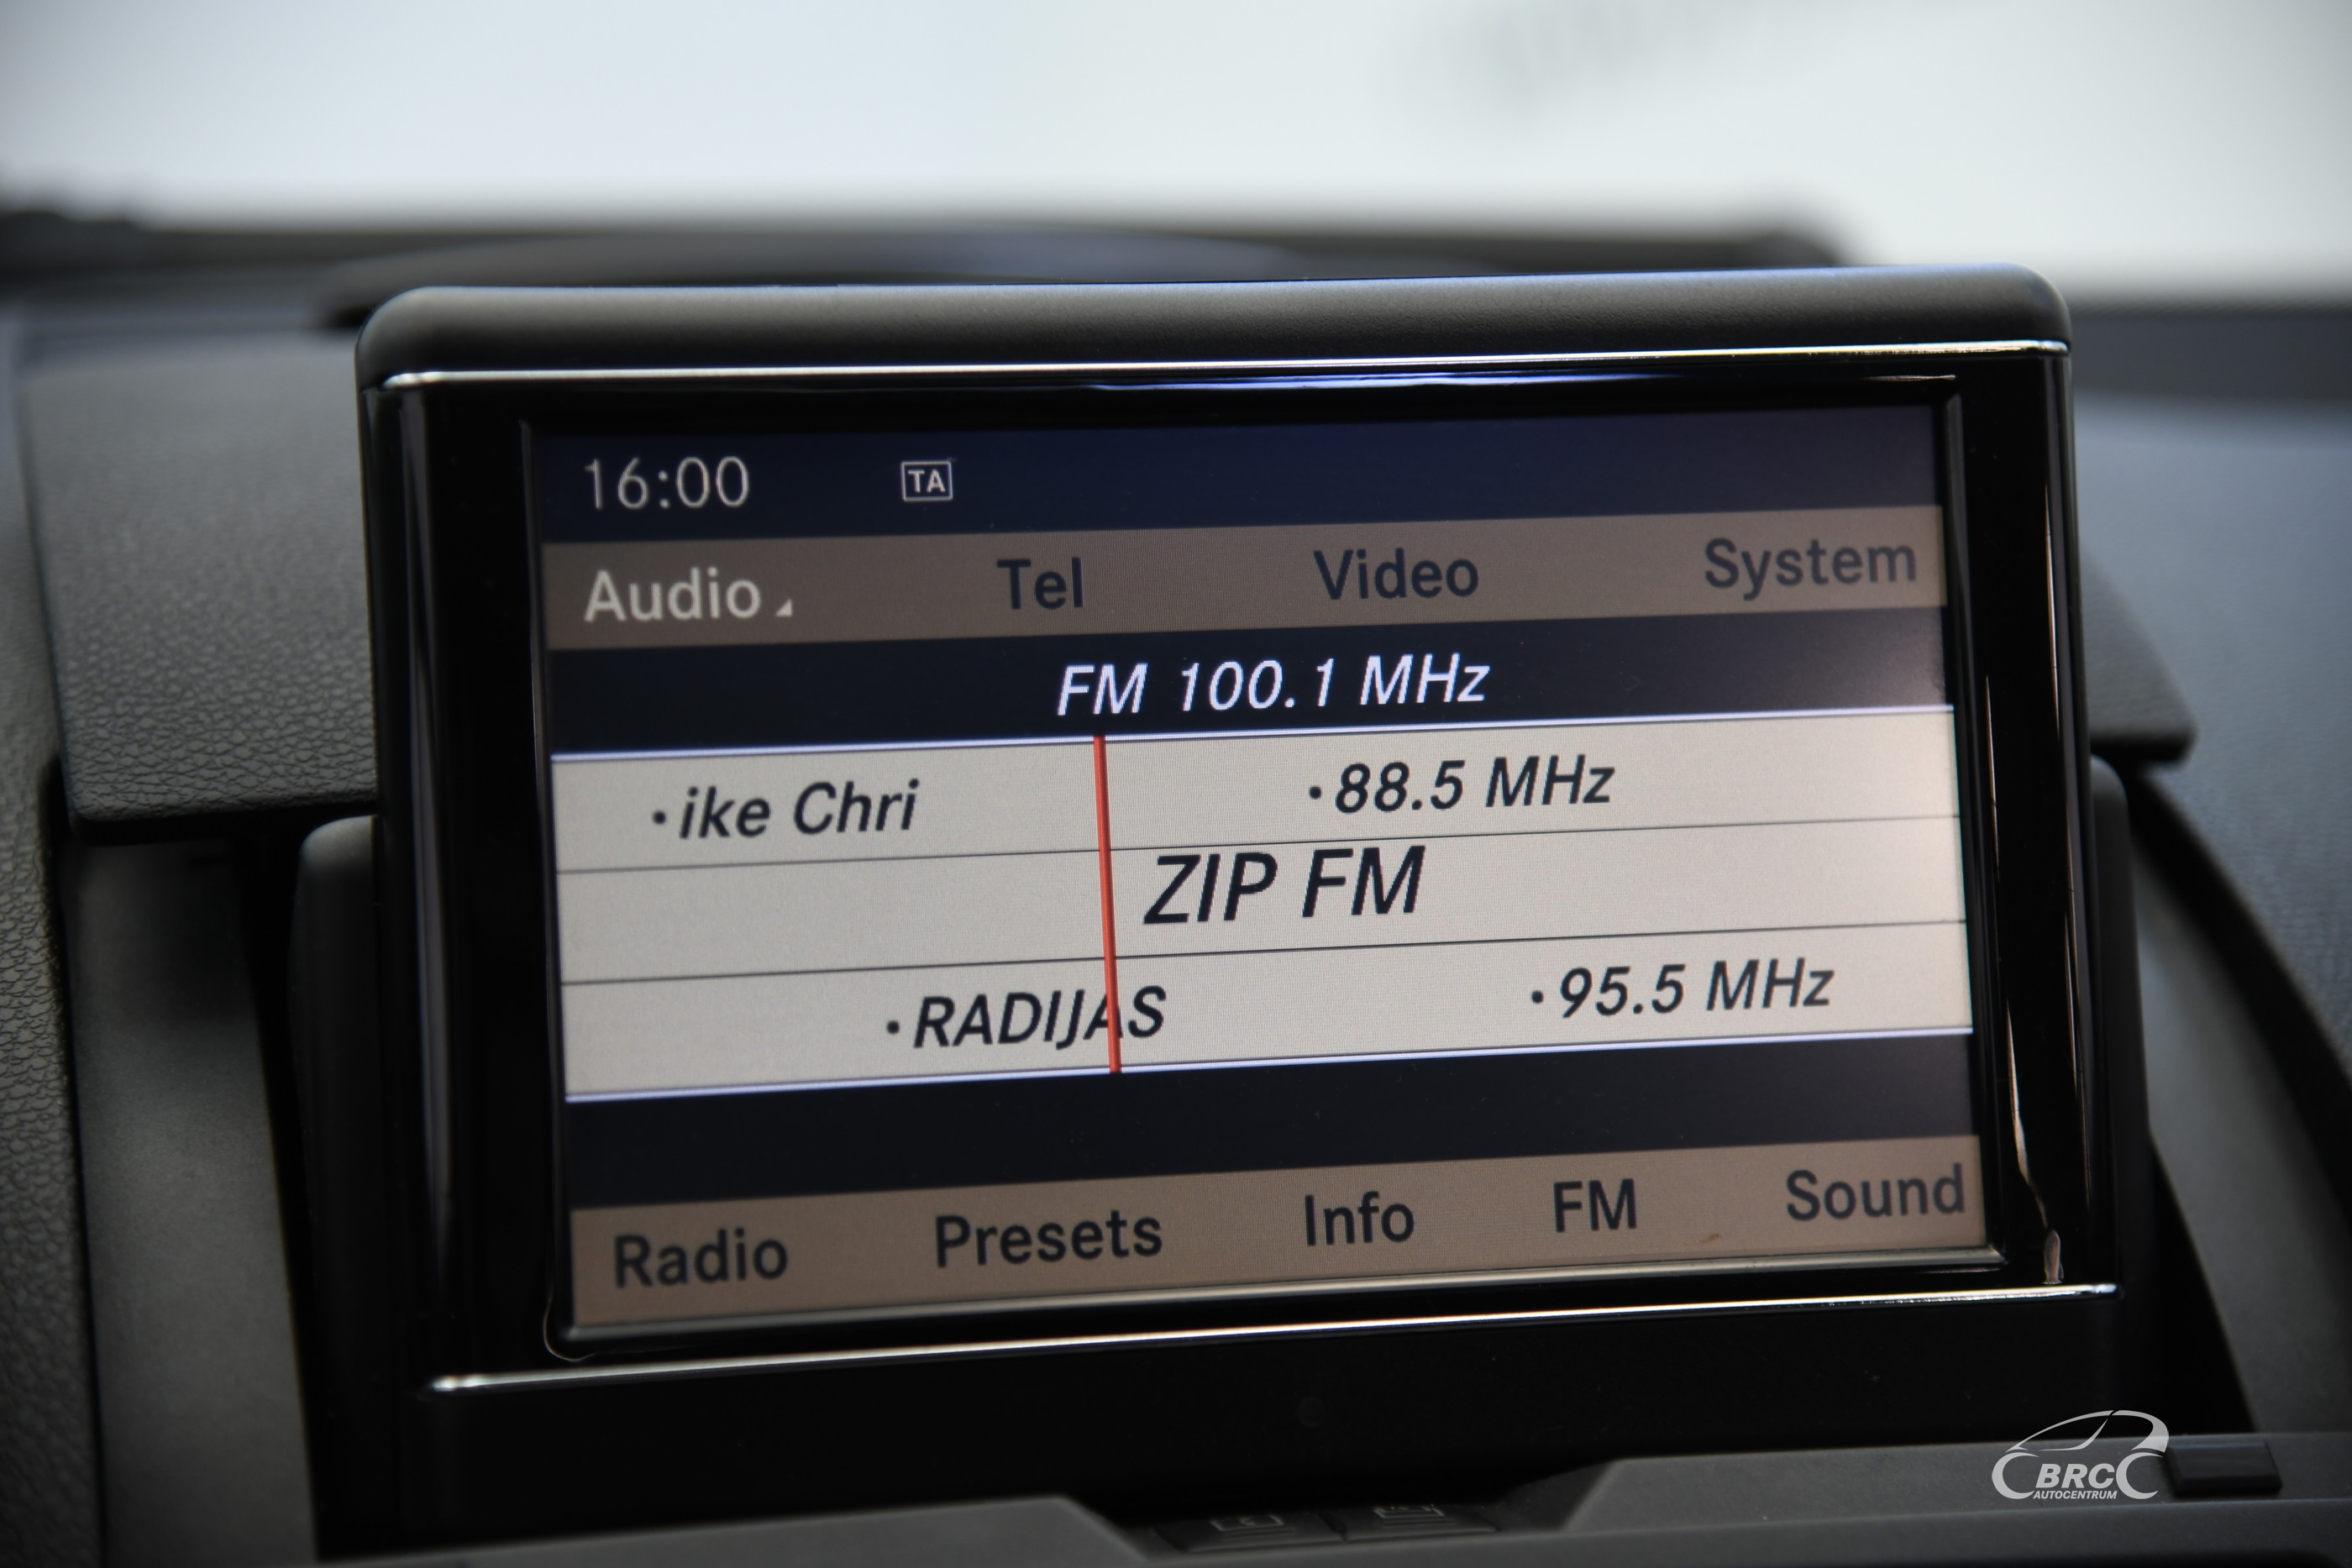 16:00 TA
Audio Tel Video System
FM 100.1 MHz
•ike Chri •88.5 MHz
ZIP FM
•RADIJAS •95.5 MHz
Radio Presets Info FM Sound
BRC
AUTOCENTRUM